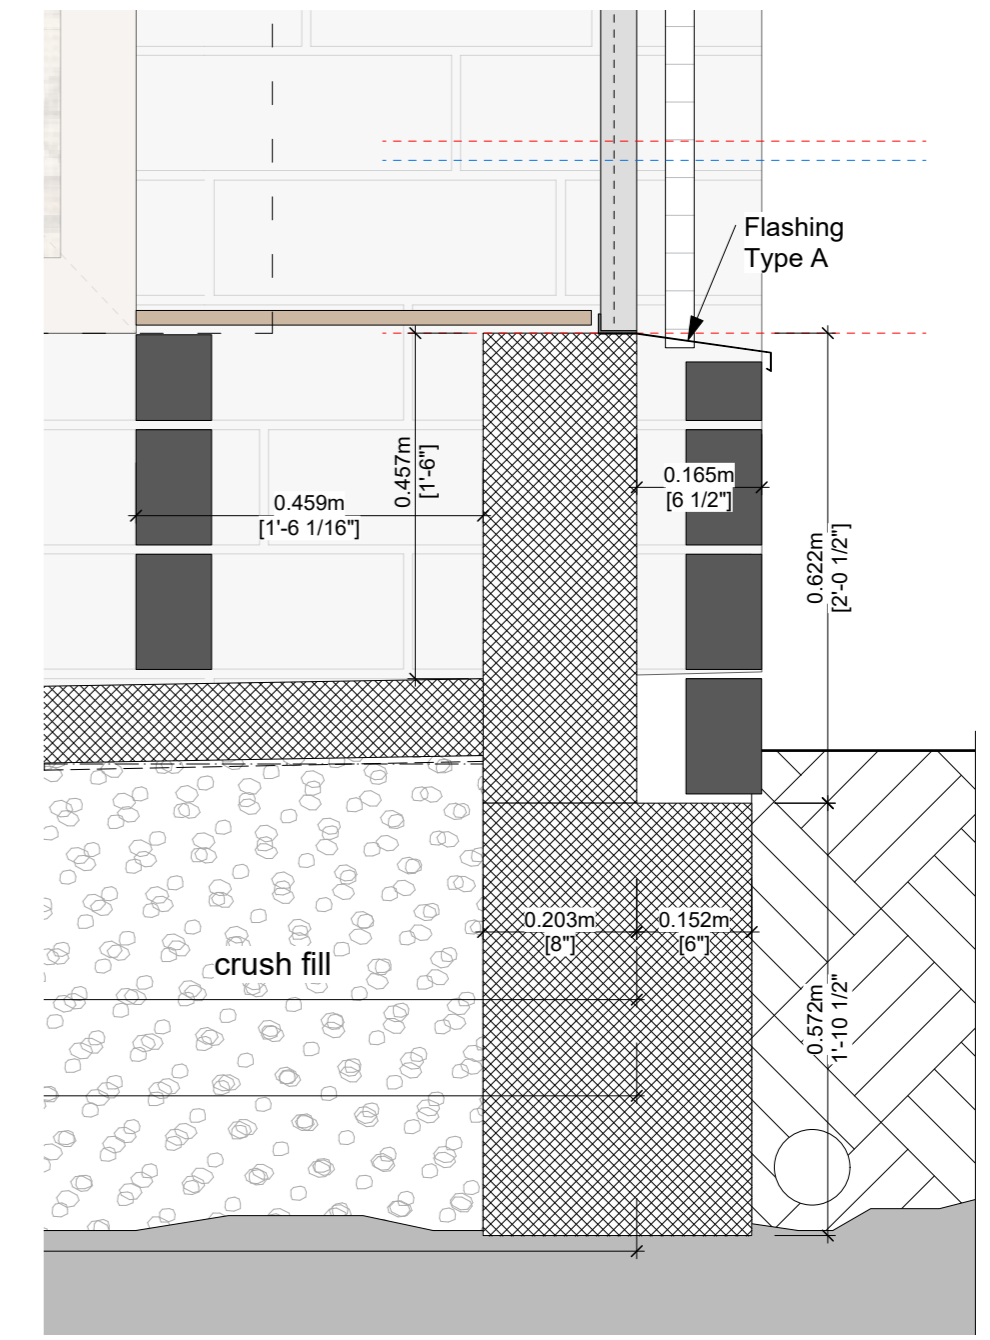 Flashing
Type A
0.457m
[1'-6"]
0.165m
[6 1/2"]
0.459m
[1'-6 1/16"]
0.622m
[2'-0 1/2"]
0.203m
[8"]
0.152m
[6"]
crush fill
0.572m
1'-10 1/2"